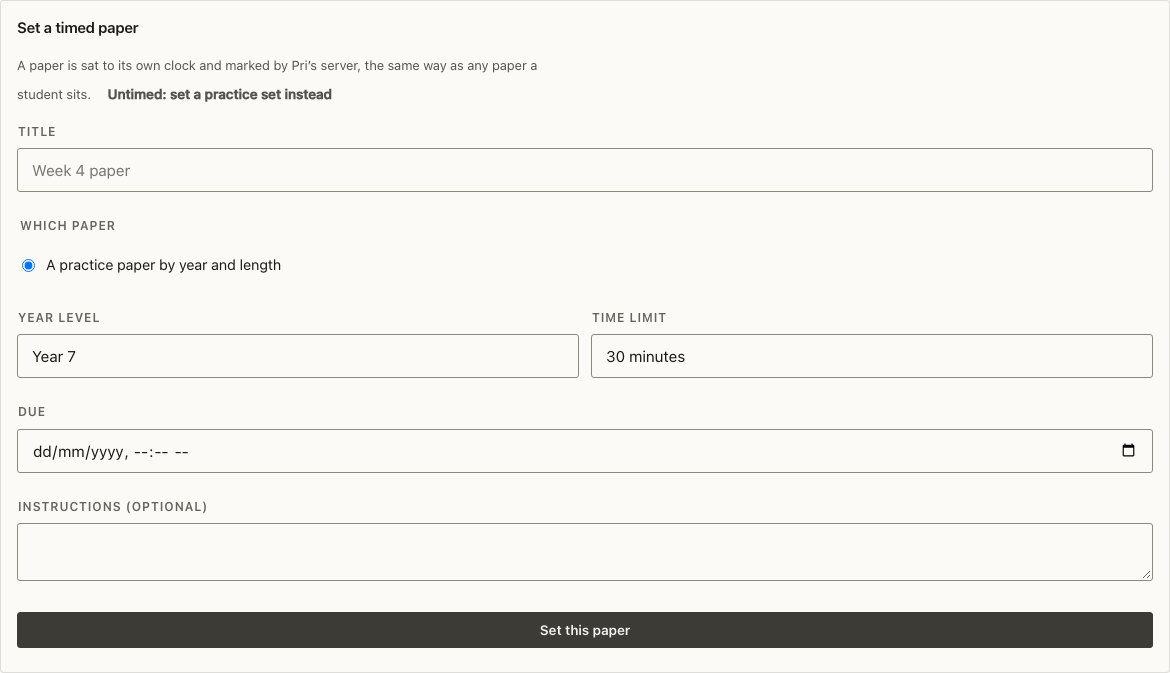 Set a timed paper
A paper is sat to its own clock and marked by Pri's server, the same way as any paper a
student sits. Untimed: set a practice set instead
TITLE
Week 4 paper
WHICH PAPER
A practice paper by year and length
YEAR LEVEL
TIME LIMIT
Year 7
30 minutes
DUE
dd/mm/yyyy, --:-- --
INSTRUCTIONS (OPTIONAL)
Set this paper